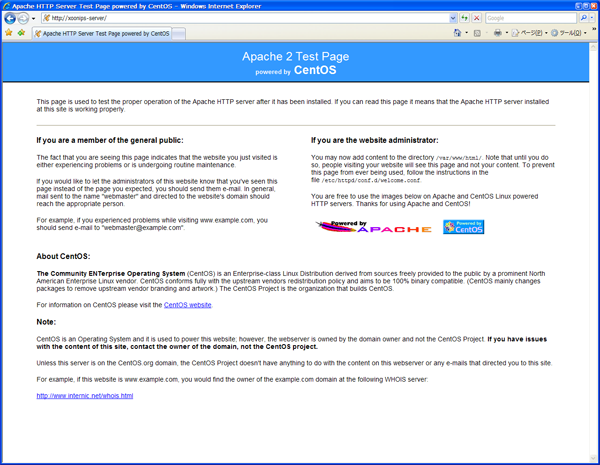 Apache HTTP Server Test Page powered by CentOS - Windows Internet Explorer
http://xoonips-server/
Google
Apache HTTP Server Test Page powered by CentOS
ページ(P)
ツール(O)
Apache 2 Test Page
powered by CentOS
This page is used to test the proper operation of the Apache HTTP server after it has been installed. If you can read this page it means that the Apache HTTP server installed
at this site is working properly.
If you are a member of the general public:
The fact that you are seeing this page indicates that the website you just visited is
either experiencing problems or is undergoing routine maintenance.
If you would like to let the administrators of this website know that you've seen this
page instead of the page you expected, you should send them e-mail. In general,
mail sent to the name "webmaster" and directed to the website's domain should
reach the appropriate person.
For example, if you experienced problems while visiting www.example.com, you
should send e-mail to "webmaster@example.com".
If you are the website administrator:
You may now add content to the directory /var/www/html/. Note that until you do
so, people visiting your website will see this page and not your content. To prevent
this page from ever being used, follow the instructions in the
file /etc/httpd/conf.d/welcome.conf.
You are free to use the images below on Apache and CentOS Linux powered
HTTP servers. Thanks for using Apache and CentOS!
Powered by
APACHE
Powered by
CentOS
About CentOS:
The Community ENTerprise Operating System (CentOS) is an Enterprise-class Linux Distribution derived from sources freely provided to the public by a prominent North
American Enterprise Linux vendor. CentOS conforms fully with the upstream vendors redistribution policy and aims to be 100% binary compatible. (CentOS mainly changes
packages to remove upstream vendor branding and artwork.) The CentOS Project is the organization that builds CentOS.
For information on CentOS please visit the CentOS website.
Note:
CentOS is an Operating System and it is used to power this website; however, the webserver is owned by the domain owner and not the CentOS Project. If you have issues
with the content of this site, contact the owner of the domain, not the CentOS project.
Unless this server is on the CentOS.org domain, the CentOS Project doesn't have anything to do with the content on this webserver or any e-mails that directed you to this site.
For example, if this website is www.example.com, you would find the owner of the example.com domain at the following WHOIS server:
http://www.internic.net/whois.html